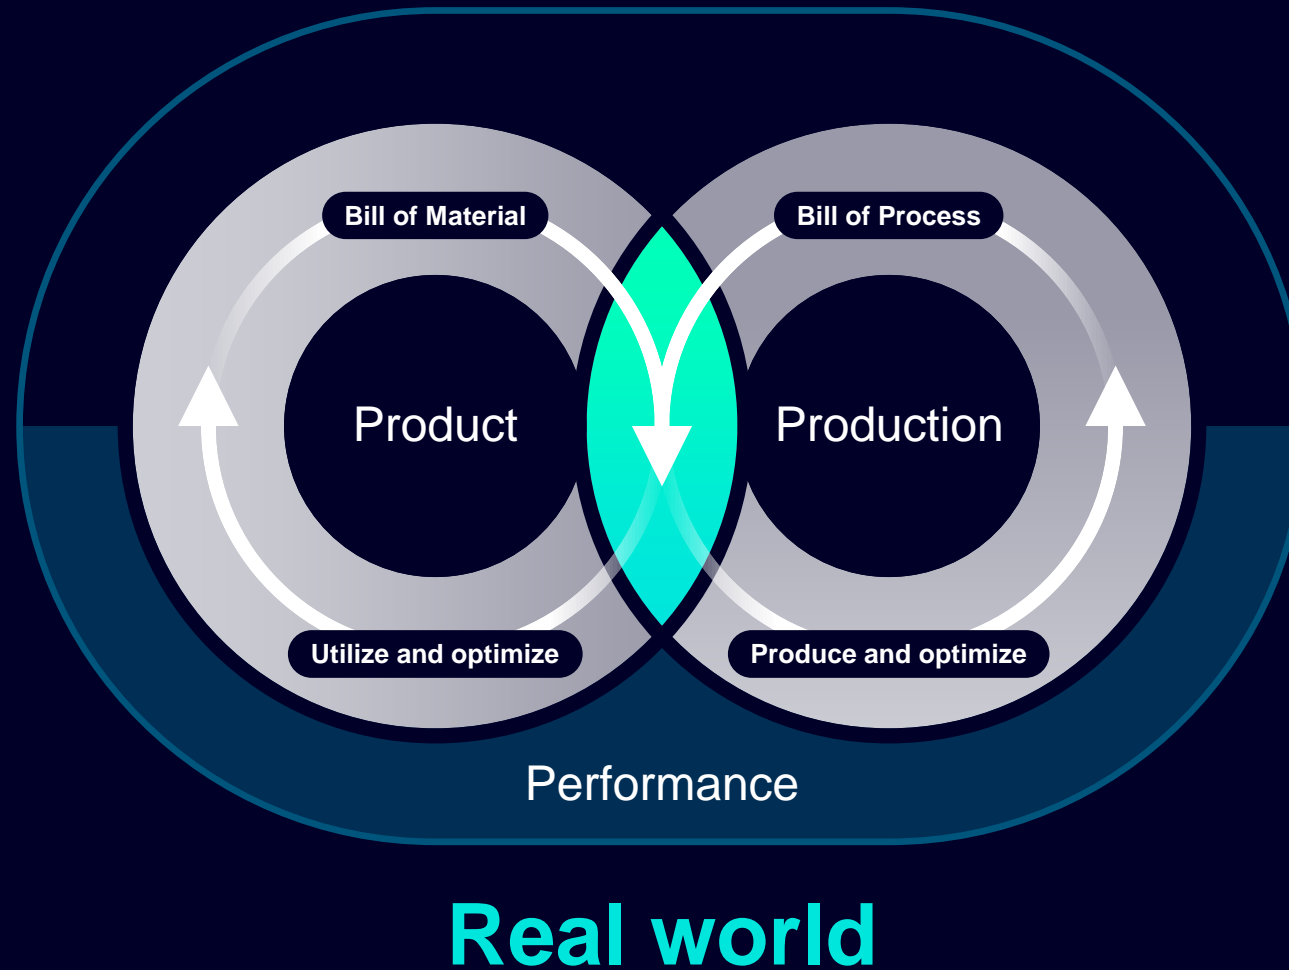 Bill of Material
Bill of Process
Product
Production
Utilize and optimize
Produce and optimize
Performance
Real world